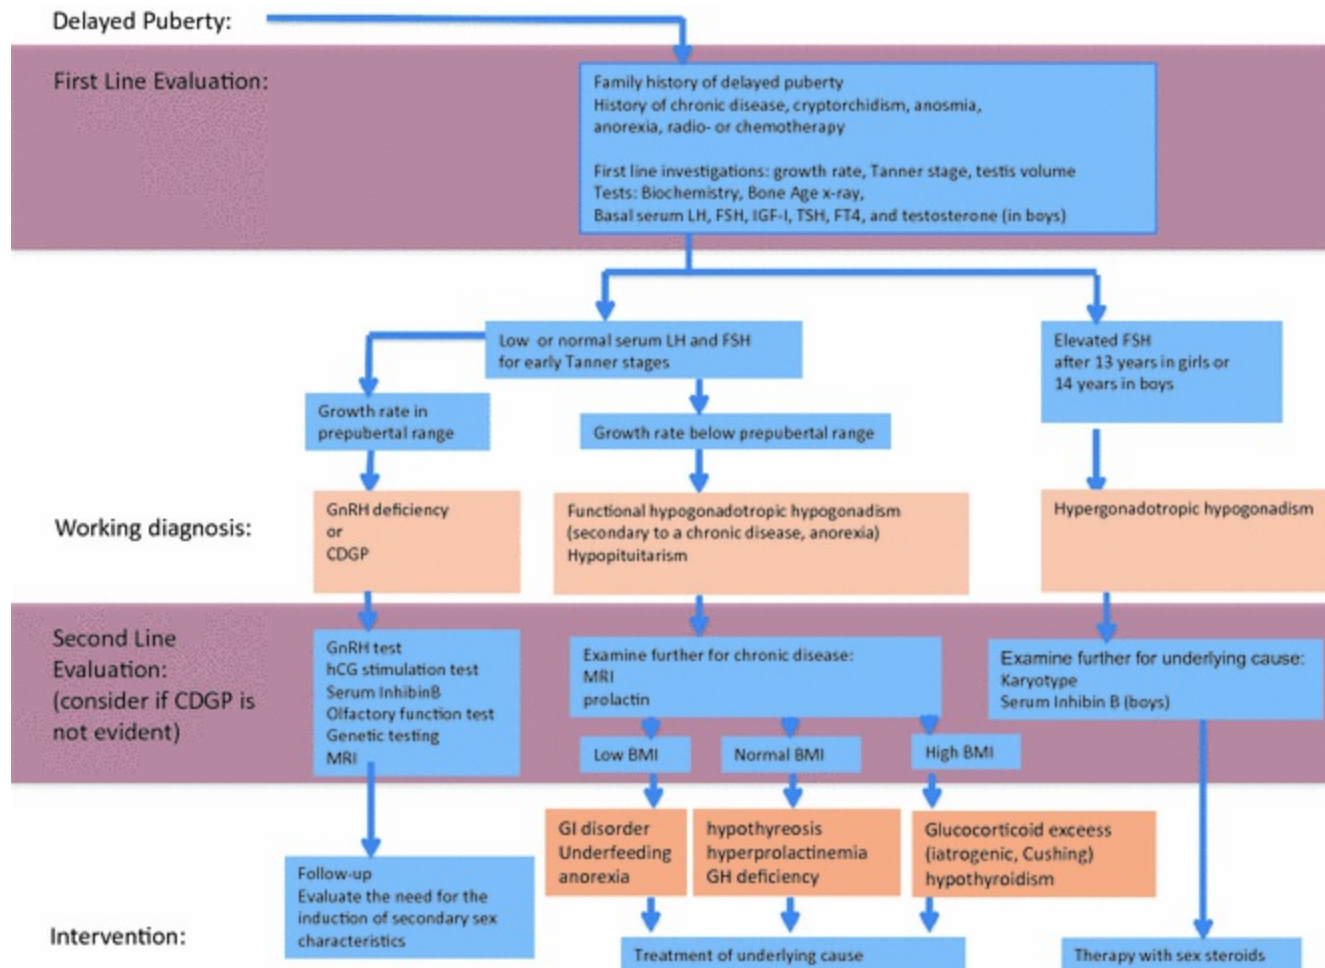 Delayed Puberty:
First Line Evaluation:
Family history of delayed puberty
History of chronic disease, cryptorchidism, anosmia,
anorexia, radio- or chemotherapy
First line investigations: growth rate, Tanner stage, testis volume
Tests: Biochemistry, Bone Age x-ray,
Basal serum LH, FSH, IGF-I, TSH, FT4, and testosterone (in boys)
Low or normal serum LH and FSH
for early Tanner stages
Elevated FSH
after 13 years in girls or
14 years in boys
Growth rate in
prepubertal range
Growth rate below prepubertal range
Working diagnosis:
GnRH deficiency
or
CDGP
Functional hypogonadotropic hypogonadism
(secondary to a chronic disease, anorexia)
Hypopituitarism
Hypergonadotropic hypogonadism
Second Line
Evaluation:
(consider if CDGP is
not evident)
GnRH test
hCG stimulation test
Serum InhibinB
Olfactory function test
Genetic testing
MRI
Examine further for chronic disease:
MRI
prolactin
Examine further for underlying cause:
Karyotype
Serum Inhibin B (boys)
Low BMI
Normal BMI
High BMI
GI disorder
Underfeeding
anorexia
hypothyreosis
hyperprolactinemia
GH deficiency
Glucocorticoid exceess
(iatrogenic, Cushing)
hypothyroidism
Intervention:
Follow-up
Evaluate the need for the
induction of secondary sex
characteristics
Treatment of underlying cause
Therapy with sex steroids